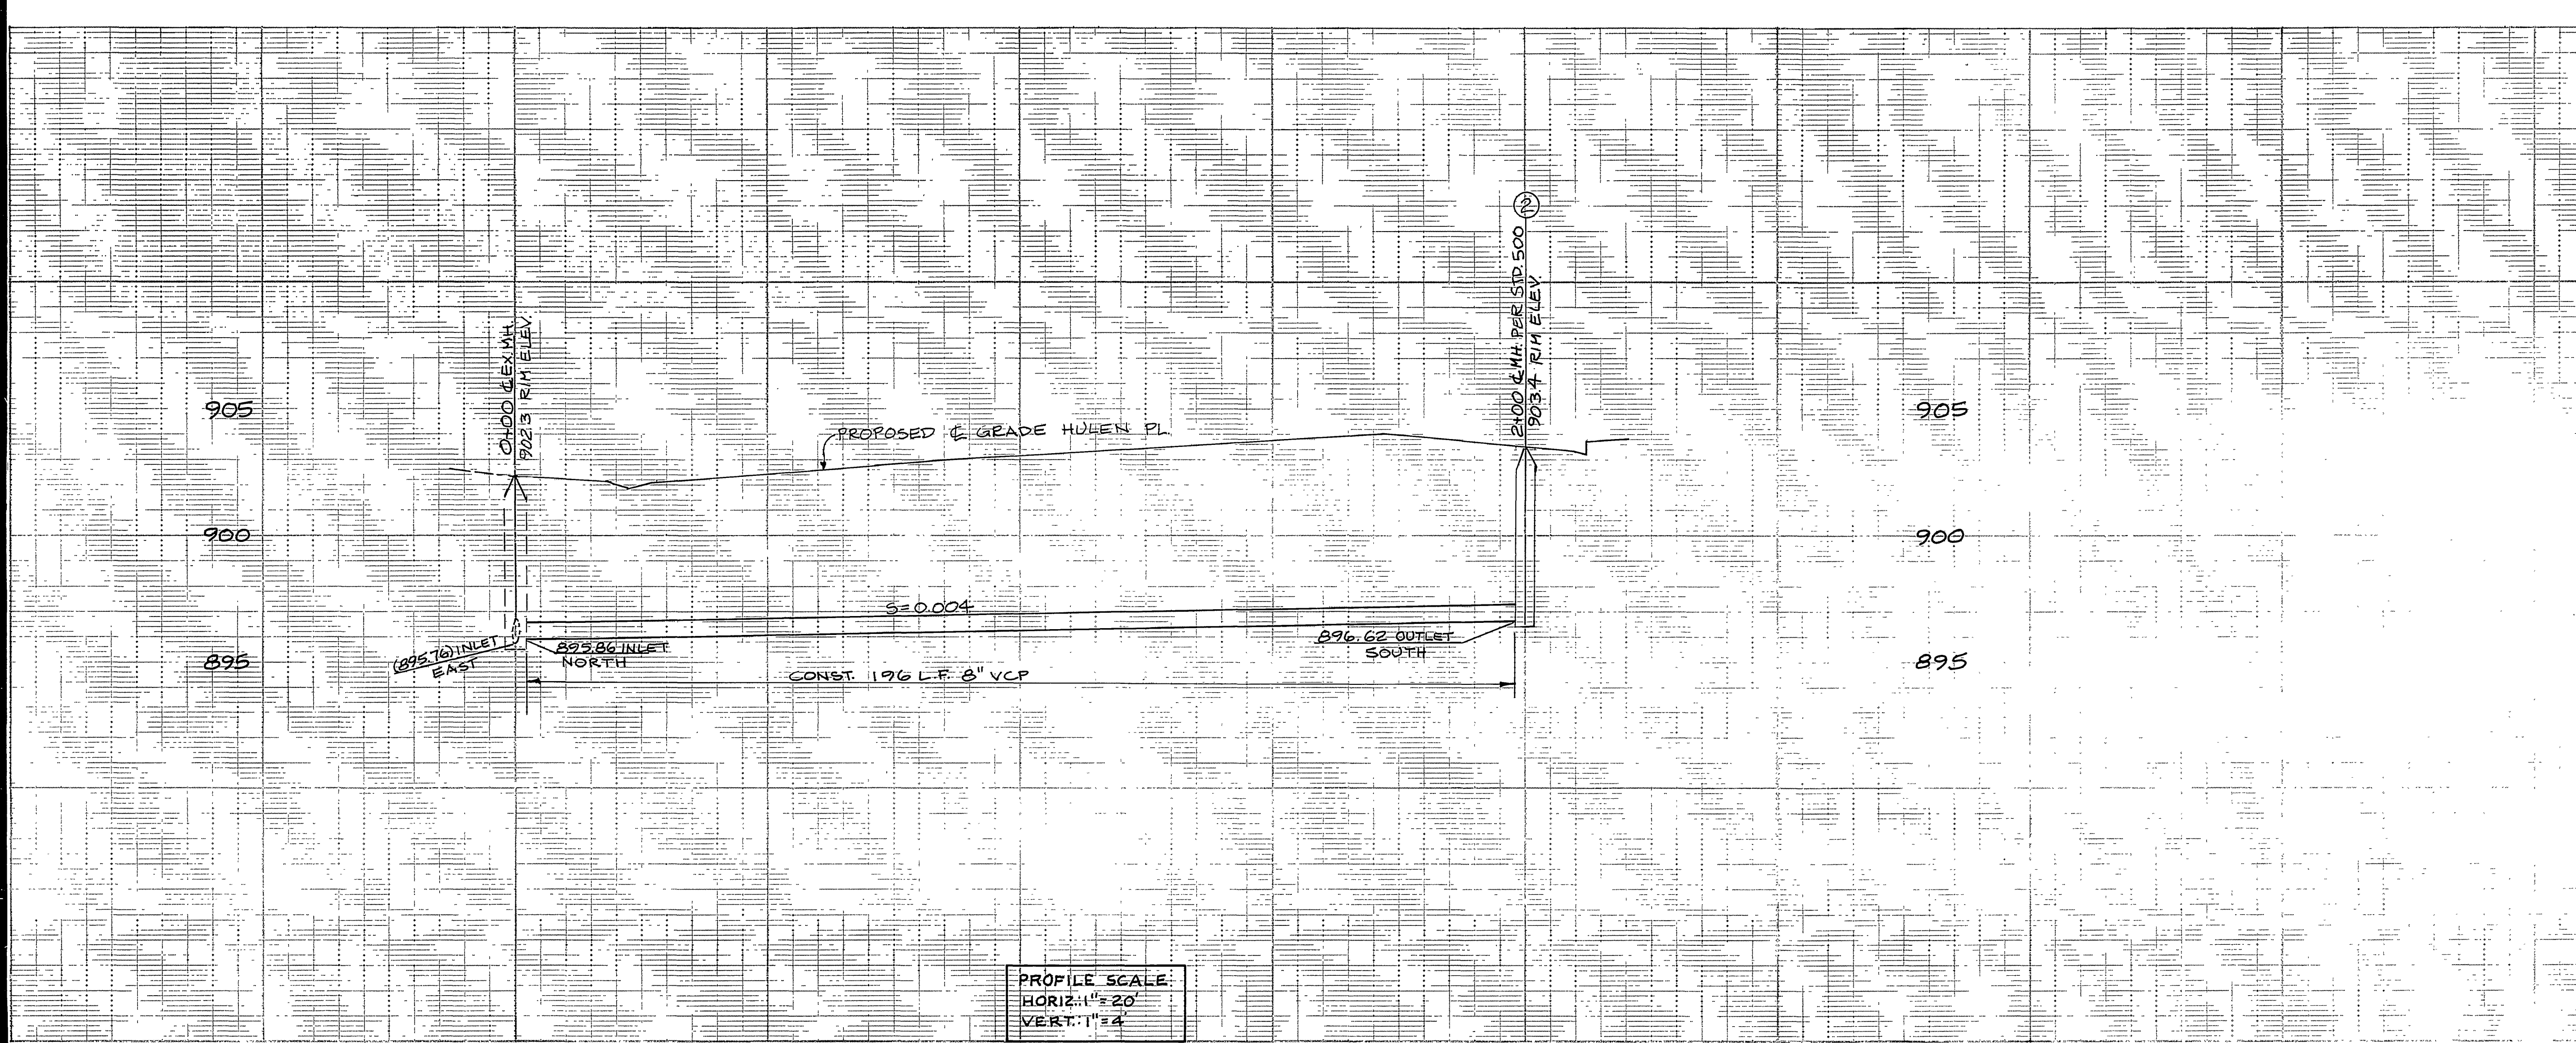 2
2+00 ℄ MH. PER STD. 500
903.4 RIM ELEV.
0+00 ℄ EX. MH.
902.3 RIM ELEV.
905
905
PROPOSED ℄ GRADE HULEN PL.
900
900
S=0.004
(895.76) INLET
EAST
895.86 INLET
NORTH
896.62 OUTLET
SOUTH
895
895
CONST. 196 L.F. 8" VCP
PROFILE SCALE
HORIZ.: 1"=20'
VERT.: 1"=4'